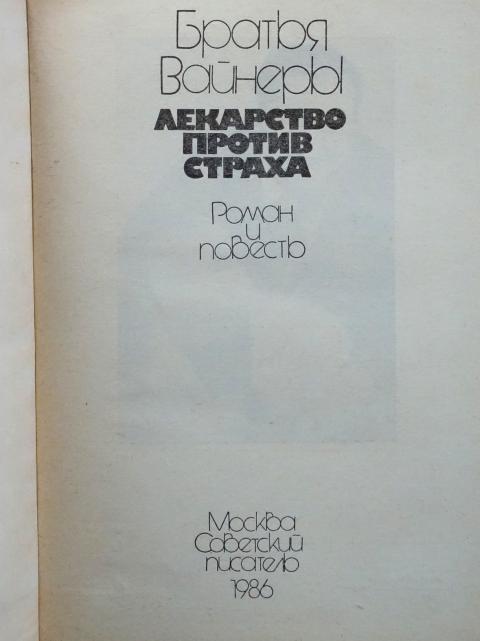 Братья
Вайнеры
ЛЕКАРСТВО
ПРОТИВ
СТРАХА
Роман
и
повесть
Москва
Советский
писатель
1986